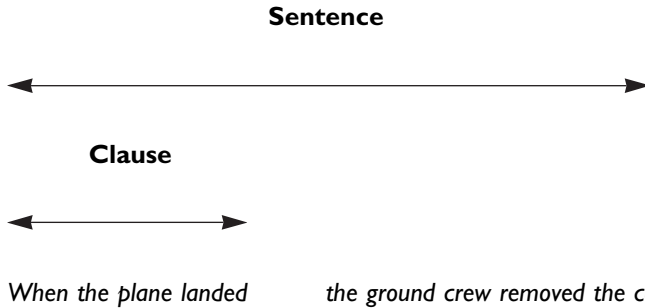 Sentence
Clause
When the plane landed the ground crew removed the c